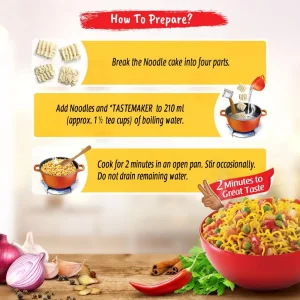 How To Prepare?
Break the Noodle cake into four parts.
Add Noodles and *TASTEMAKER to 210 ml
(approx. 1 ½ tea cups) of boiling water.
Cook for 2 minutes in an open pan. Stir occasionally.
Do not drain remaining water.
2 Minutes to
Great Taste